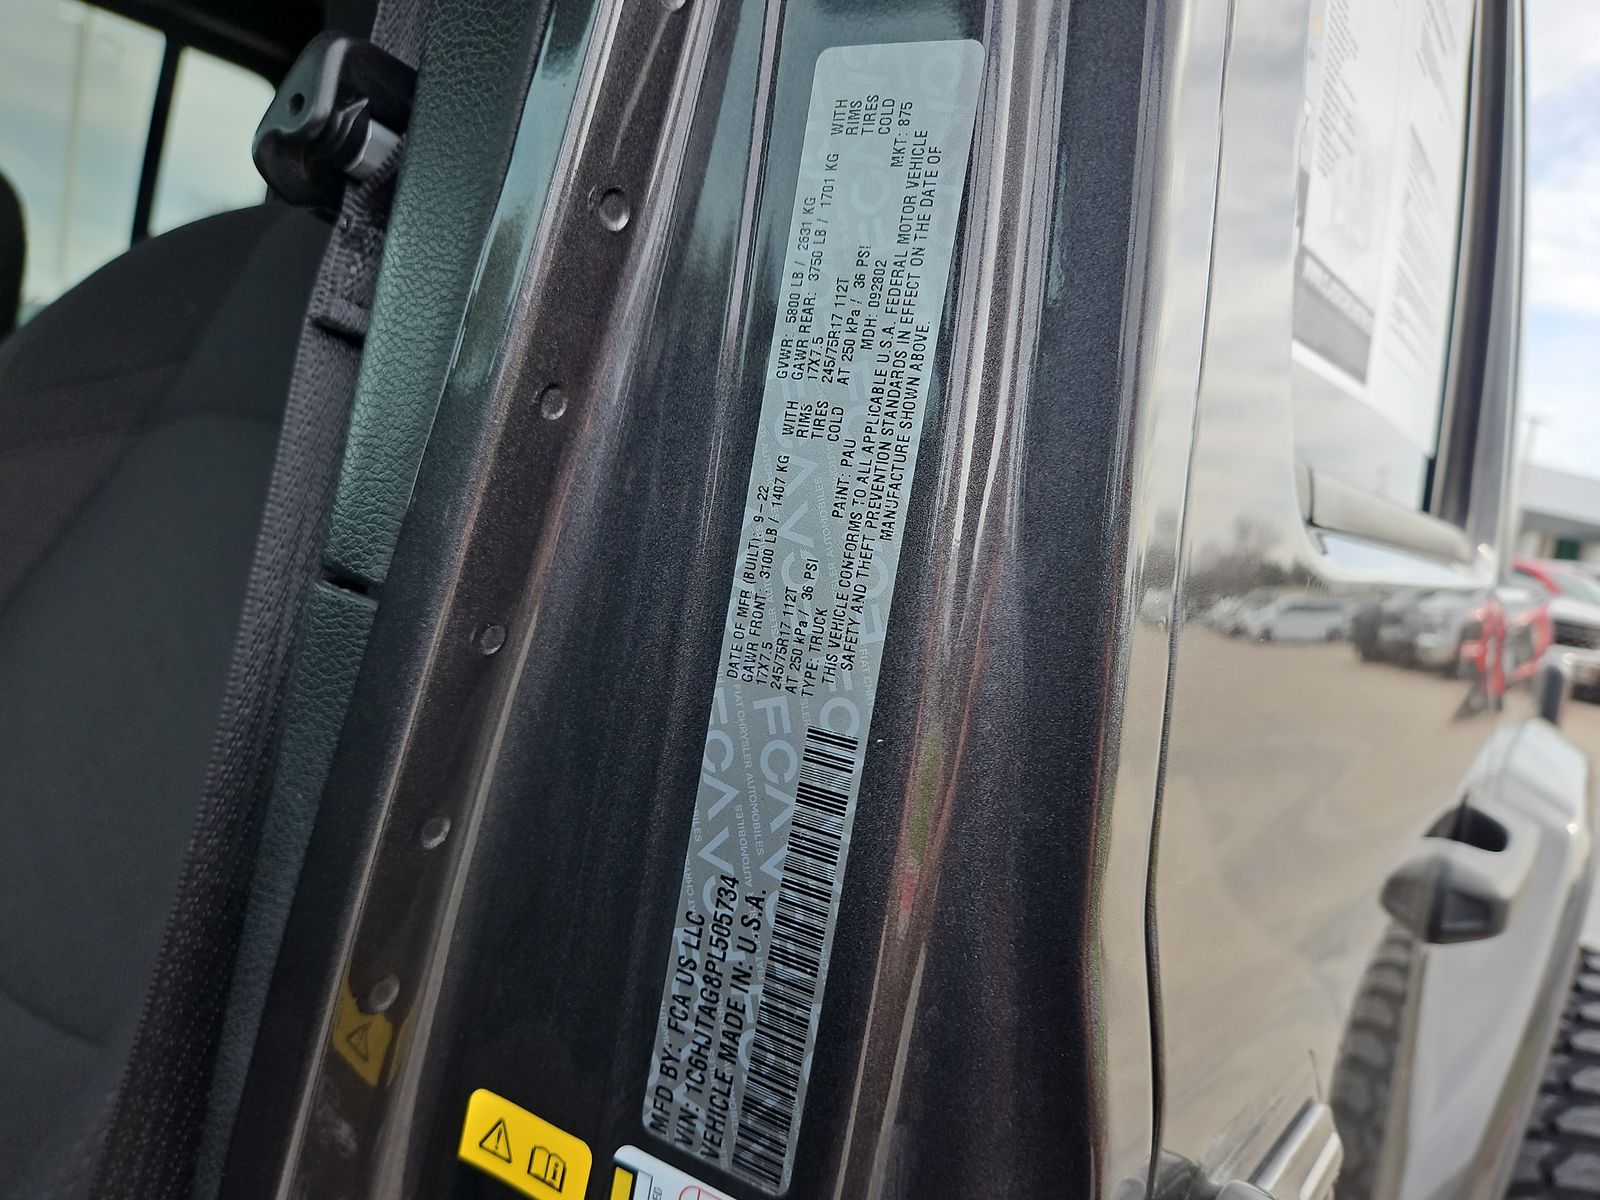 MFD BY: FCA US LLC
VIN: 1C6HJTAG8PL505734
VEHICLE MADE IN: U.S.A.
DATE OF MFR (BUILT): 9-22 GVWR: 5800 LB / 2631 KG
GAWR FRONT: 3100 LB / 1407 KG WITH GAWR REAR: 3750 LB / 1701 KG WITH
17X7.5 RIMS 17X7.5 RIMS
245/75R17 112T TIRES 245/75R17 112T TIRES
AT 250 kPa / 36 PSI COLD AT 250 kPa / 36 PSI COLD
TYPE: TRUCK PAINT: PAU MDH: 092802 MKT: 875
THIS VEHICLE CONFORMS TO ALL APPLICABLE U.S.A. FEDERAL MOTOR VEHICLE
SAFETY AND THEFT PREVENTION STANDARDS IN EFFECT ON THE DATE OF
MANUFACTURE SHOWN ABOVE.
FCA
FIAT CHRYSLER AUTOMOBILES